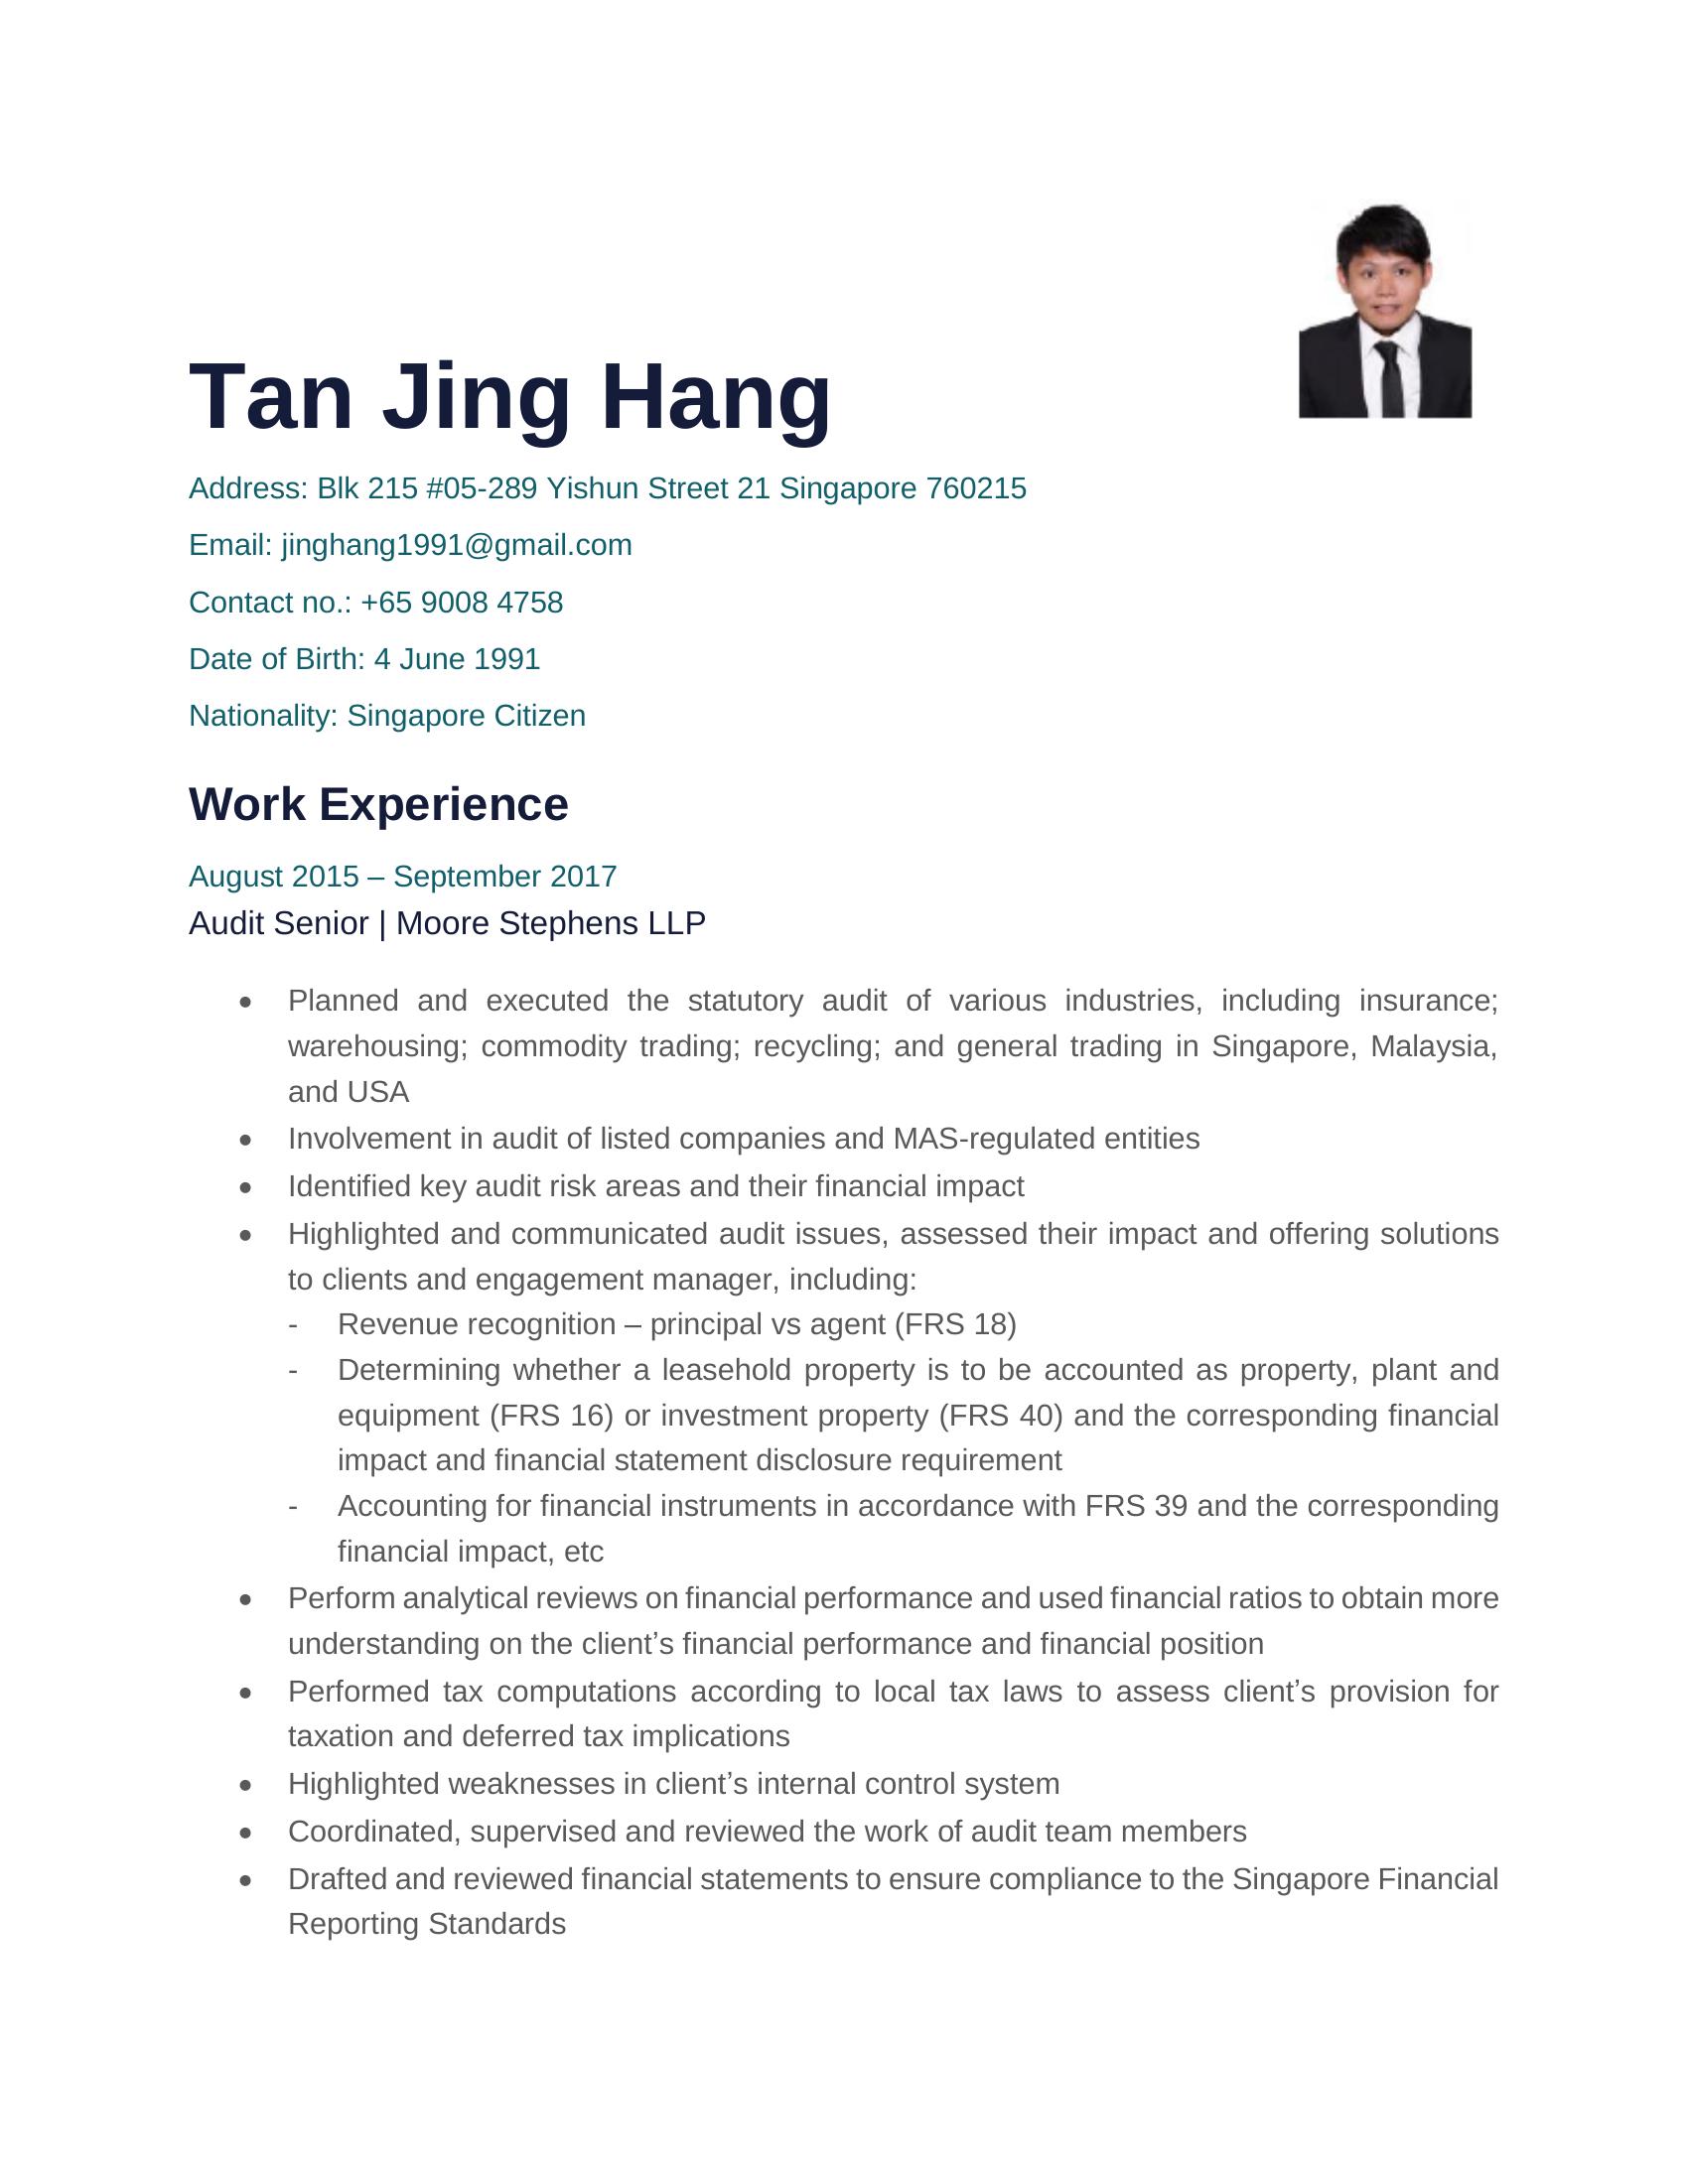 Tan Jing Hang
Address: Blk 215 #05-289 Yishun Street 21 Singapore 760215
Email: jinghang1991@gmail.com
Contact no.: +65 9008 4758
Date of Birth: 4 June 1991
Nationality: Singapore Citizen
Work Experience
August 2015 – September 2017
Audit Senior | Moore Stephens LLP
• Planned and executed the statutory audit of various industries, including insurance;
warehousing; commodity trading; recycling; and general trading in Singapore, Malaysia,
and USA
• Involvement in audit of listed companies and MAS-regulated entities
• Identified key audit risk areas and their financial impact
• Highlighted and communicated audit issues, assessed their impact and offering solutions
to clients and engagement manager, including:
- Revenue recognition – principal vs agent (FRS 18)
- Determining whether a leasehold property is to be accounted as property, plant and
equipment (FRS 16) or investment property (FRS 40) and the corresponding financial
impact and financial statement disclosure requirement
- Accounting for financial instruments in accordance with FRS 39 and the corresponding
financial impact, etc
• Perform analytical reviews on financial performance and used financial ratios to obtain more
understanding on the client’s financial performance and financial position
• Performed tax computations according to local tax laws to assess client’s provision for
taxation and deferred tax implications
• Highlighted weaknesses in client’s internal control system
• Coordinated, supervised and reviewed the work of audit team members
• Drafted and reviewed financial statements to ensure compliance to the Singapore Financial
Reporting Standards